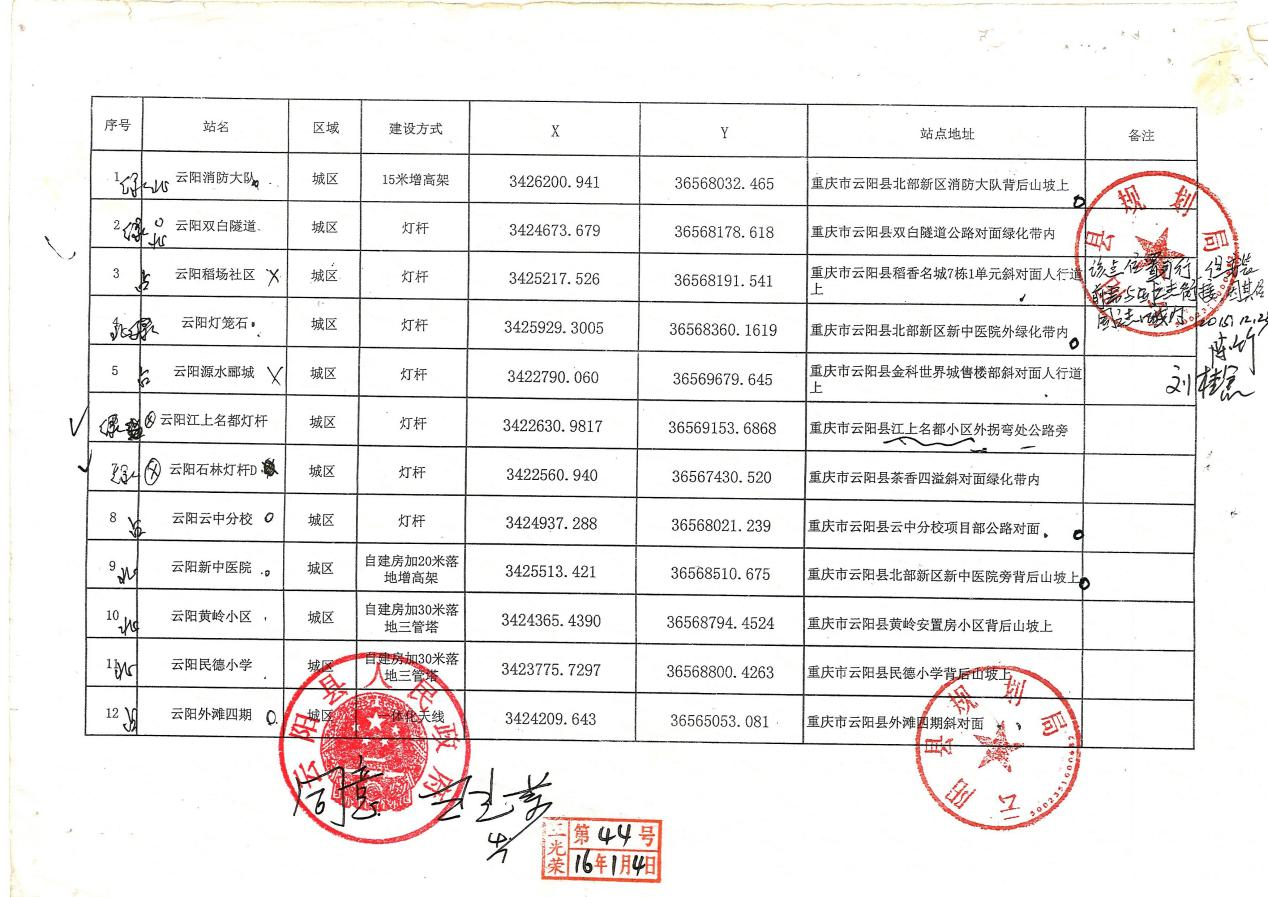 序号 站名 区域 建设方式 X Y 站点地址 备注
1 云阳消防大队 城区 15米增高架 3426200.941 36568032.465 重庆市云阳县北部新区消防大队背后山坡上
2 云阳双白隧道 城区 灯杆 3424673.679 36568178.618 重庆市云阳县双白隧道公路对面绿化带内
3 云阳稻场社区 城区 灯杆 3425217.526 36568191.541 重庆市云阳县稻香名城7栋1单元斜对面人行道
上
4 云阳灯笼石 城区 灯杆 3425929.3005 36568360.1619 重庆市云阳县北部新区新中医院外绿化带内
5 云阳源水郦城 城区 灯杆 3422790.060 36569679.645 重庆市云阳县金科世界城售楼部斜对面人行道
上
云阳江上名都灯杆 城区 灯杆 3422630.9817 36569153.6868 重庆市云阳县江上名都小区外拐弯处公路旁
云阳石林灯杆D 城区 灯杆 3422560.940 36567430.520 重庆市云阳县茶香四溢斜对面绿化带内
8 云阳云中分校 城区 灯杆 3424937.288 36568021.239 重庆市云阳县云中分校项目部公路对面
9 云阳新中医院 城区 自建房加20米落
地增高架 3425513.421 36568510.675 重庆市云阳县北部新区新中医院旁背后山坡上
10 云阳黄岭小区 城区 自建房加30米落
地三管塔 3424365.4390 36568794.4524 重庆市云阳县黄岭安置房小区背后山坡上
11 云阳民德小学 城区 自建房加30米落
地三管塔 3423775.7297 36568800.4263 重庆市云阳县民德小学背后山坡上
12 云阳外滩四期 城区 一体化天线 3424209.643 36565053.081 重庆市云阳县外滩四期斜对面
县规划局
该点位置可行
2015.12.23
刘桂
云阳县人民政府
同意
云阳县规划局
王光荣
第44号
16年1月4日